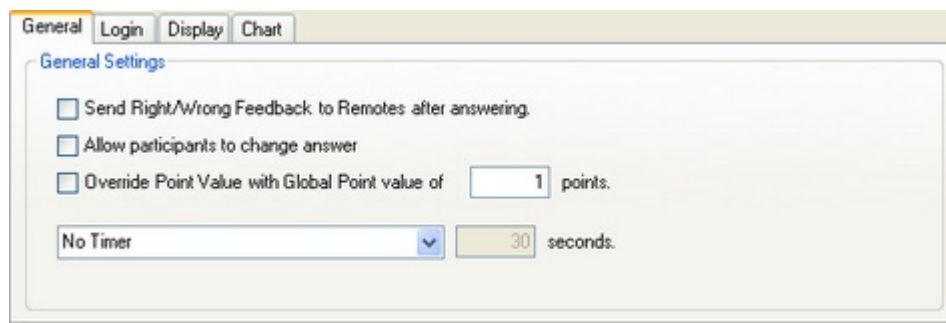 General Login Display Chart
General Settings
Send Right/Wrong Feedback to Remotes after answering.
Allow participants to change answer
Override Point Value with Global Point value of 1 points.
No Timer 30 seconds.